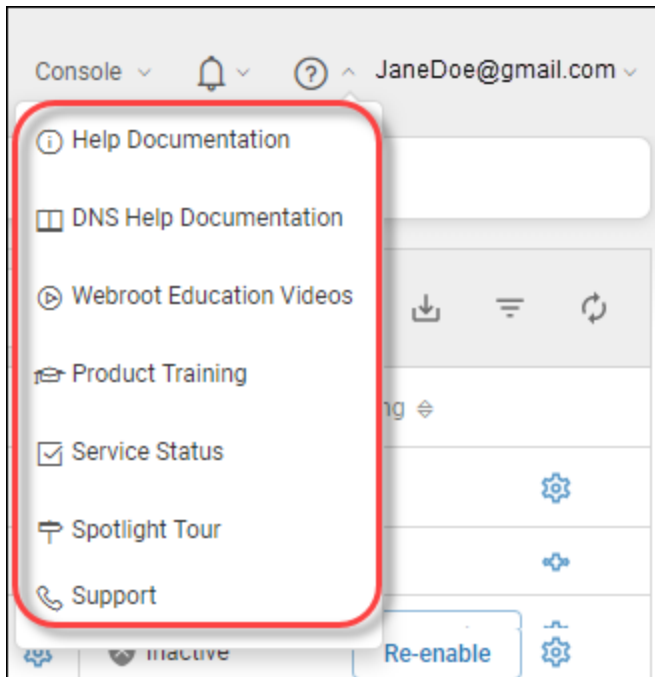 Console JaneDoe@gmail.com
Help Documentation
DNS Help Documentation
Webroot Education Videos
Product Training
ng
Service Status
Spotlight Tour
Support
Inactive Re-enable